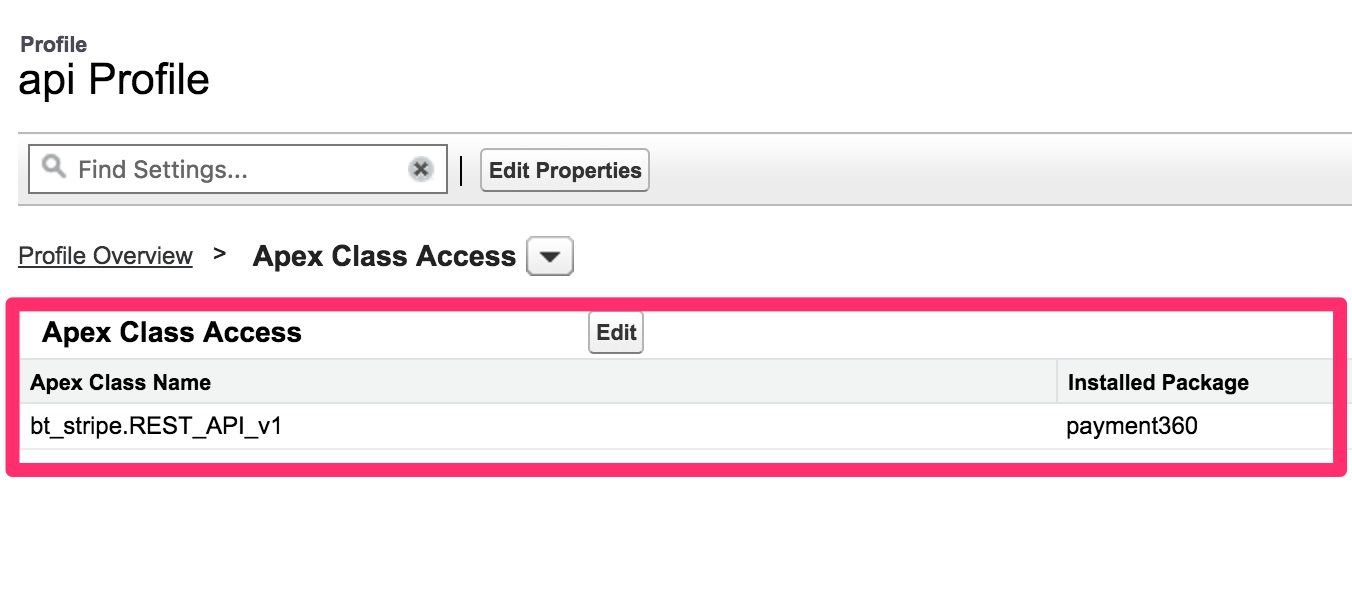 Profile
api Profile
Find Settings...
Edit Properties
Profile Overview > Apex Class Access
Apex Class Access Edit
Apex Class Name Installed Package
bt_stripe.REST_API_v1 payment360